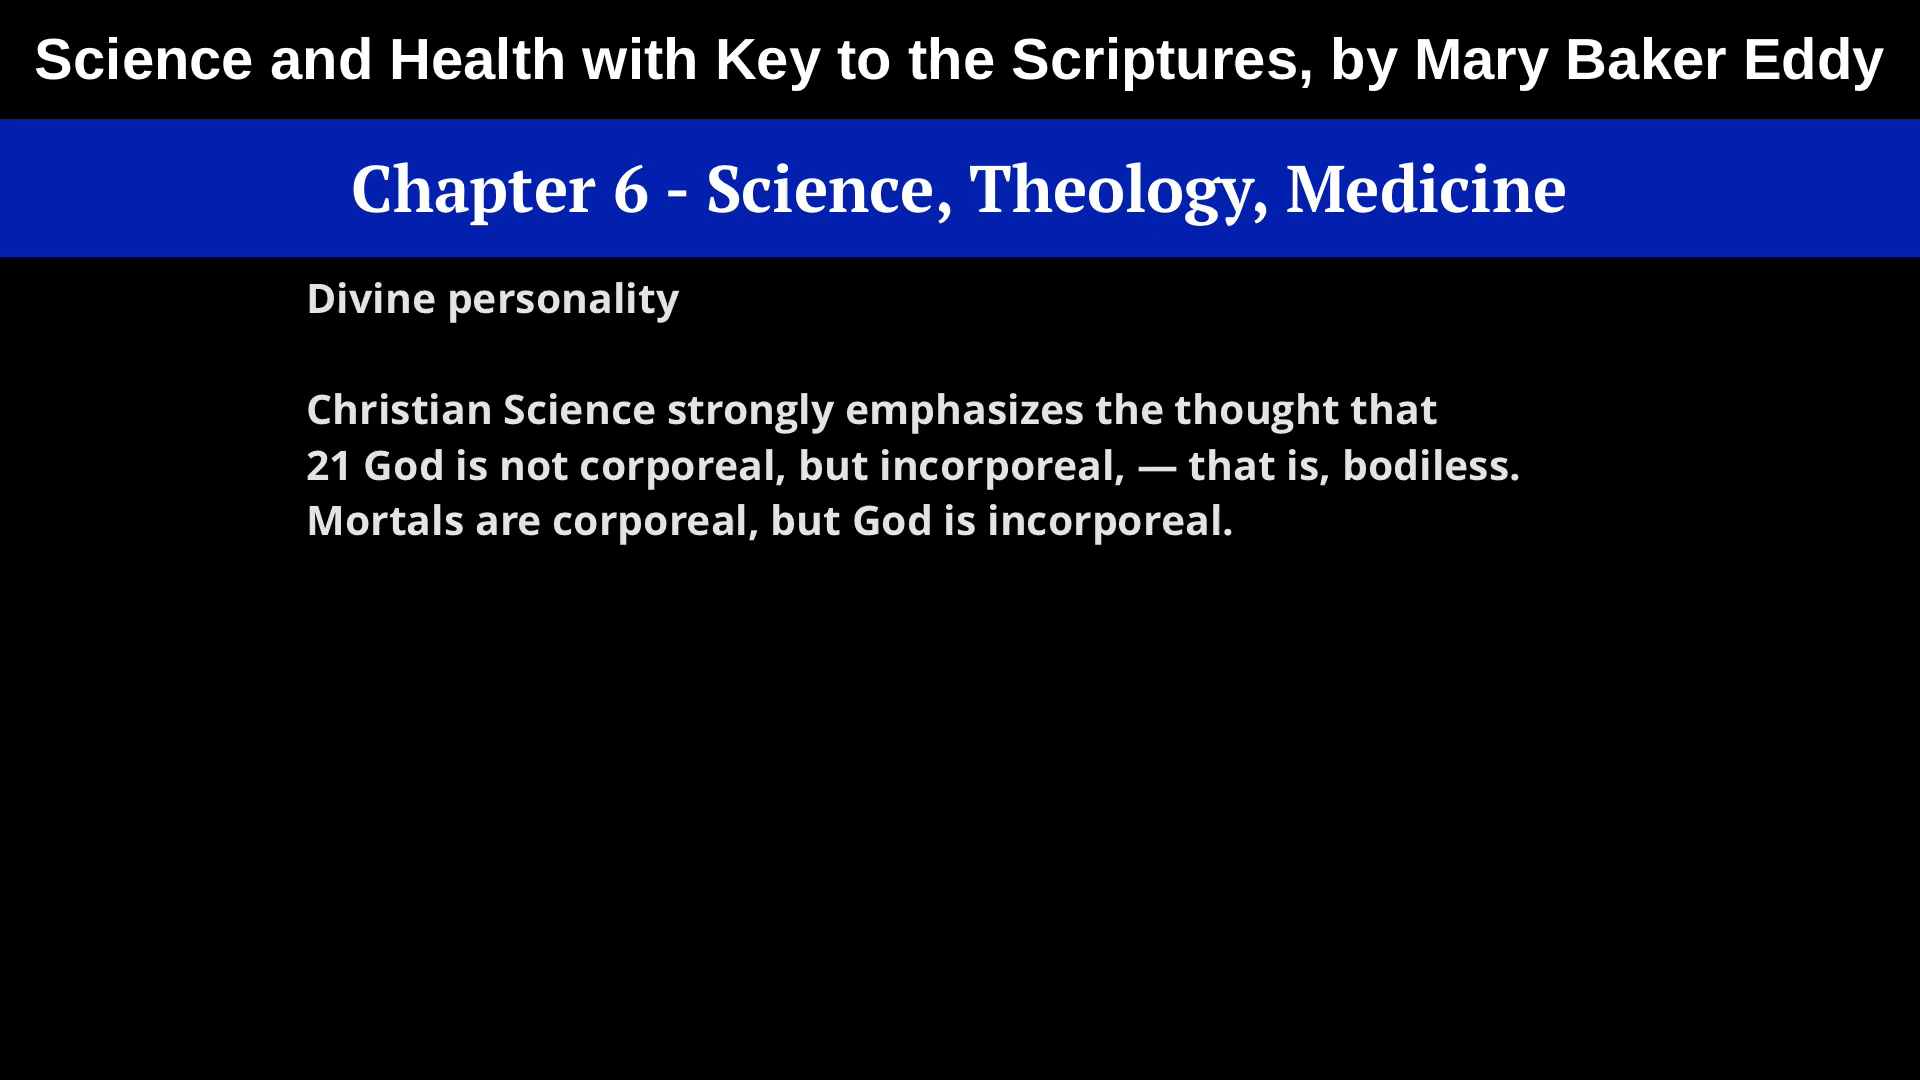 Science and Health with Key to the Scriptures, by Mary Baker Eddy
Chapter 6 - Science, Theology, Medicine
Divine personality
Christian Science strongly emphasizes the thought that
21 God is not corporeal, but incorporeal, — that is, bodiless.
Mortals are corporeal, but God is incorporeal.